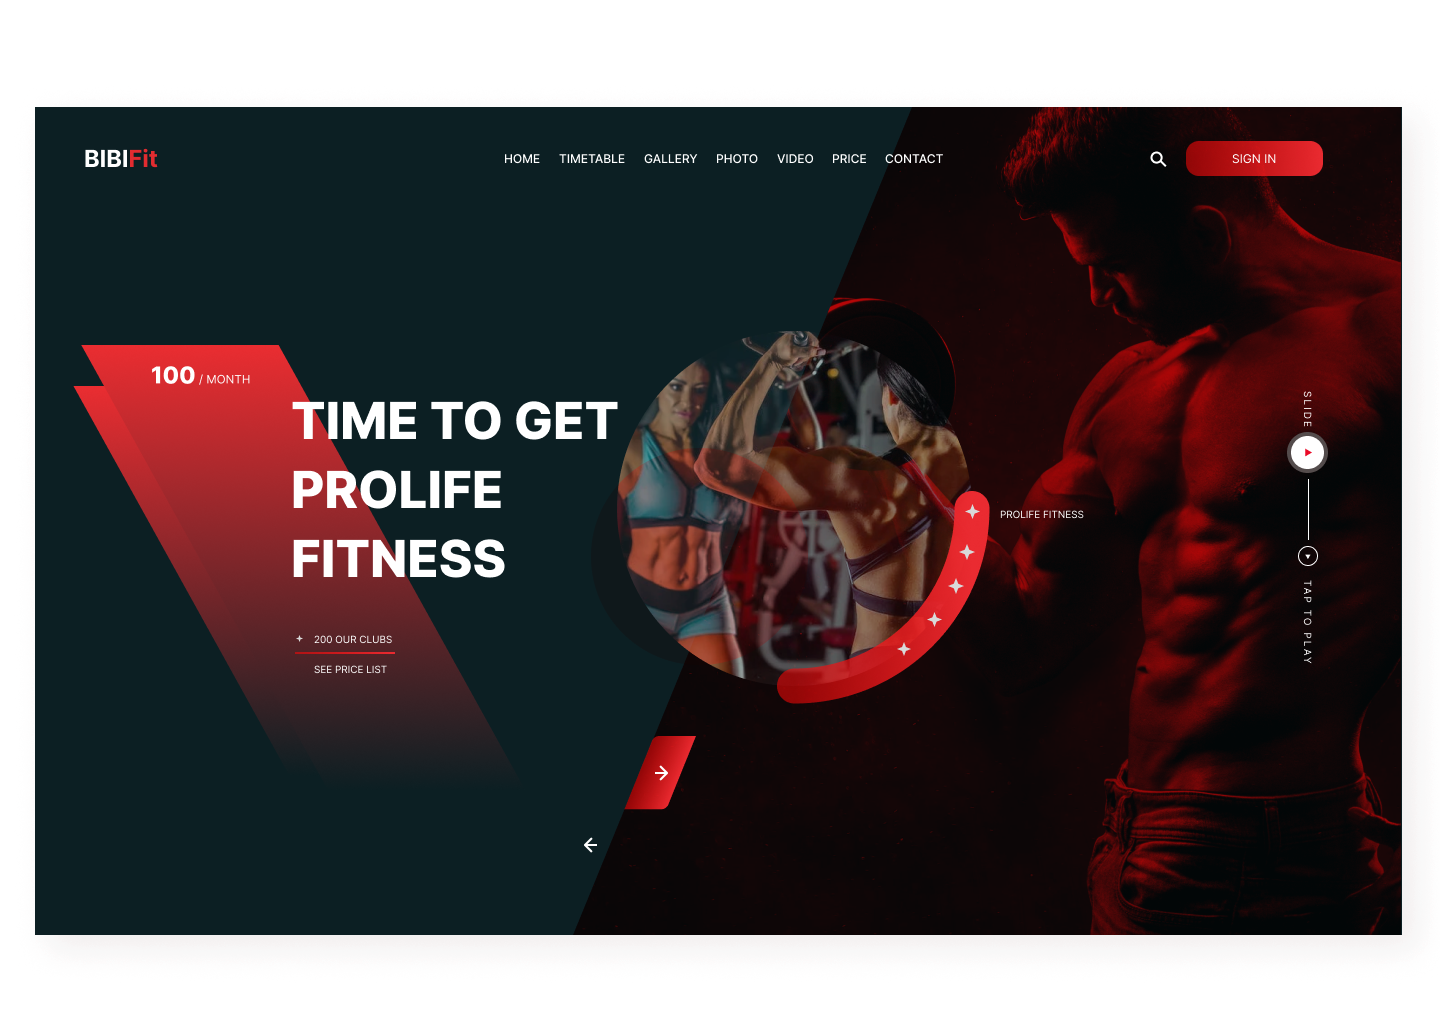 BIBIFit
HOME TIMETABLE GALLERY PHOTO VIDEO PRICE CONTACT
SIGN IN
100 / MONTH
TIME TO GET
PROLIFE
FITNESS
200 OUR CLUBS
SEE PRICE LIST
PROLIFE FITNESS
SLIDE
TAP TO PLAY